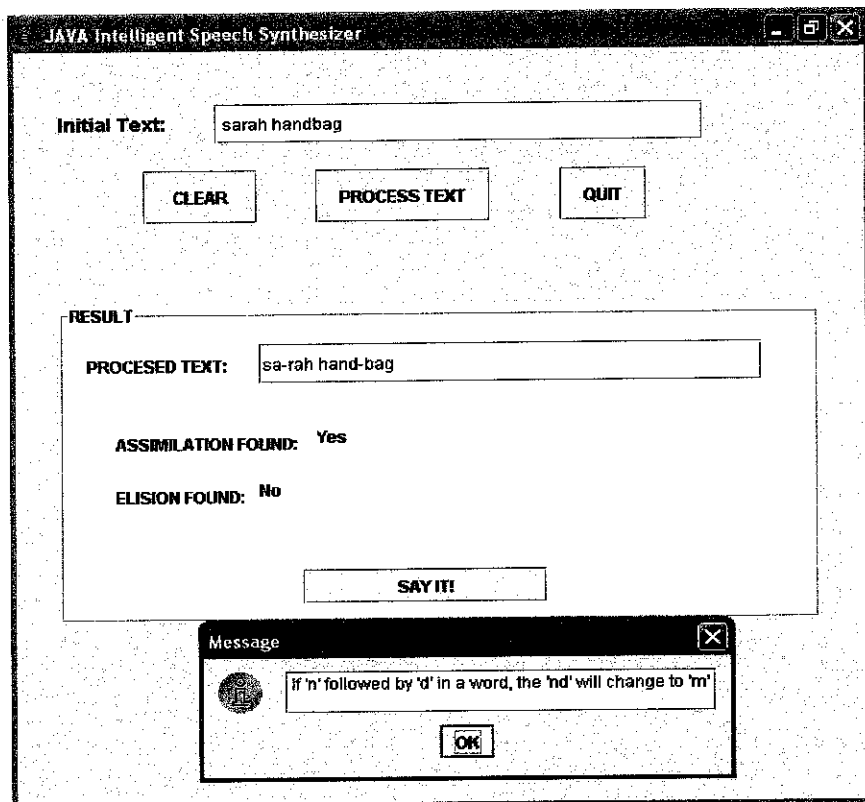 JAVA Intelligent Speech Synthesizer
Initial Text: sarah handbag
CLEAR PROCESS TEXT QUIT
RESULT
PROCESED TEXT: sa-rah hand-bag
ASSIMILATION FOUND: Yes
ELISION FOUND: No
SAY IT!
Message
if 'n' followed by 'd' in a word, the 'nd' will change to 'm'
OK